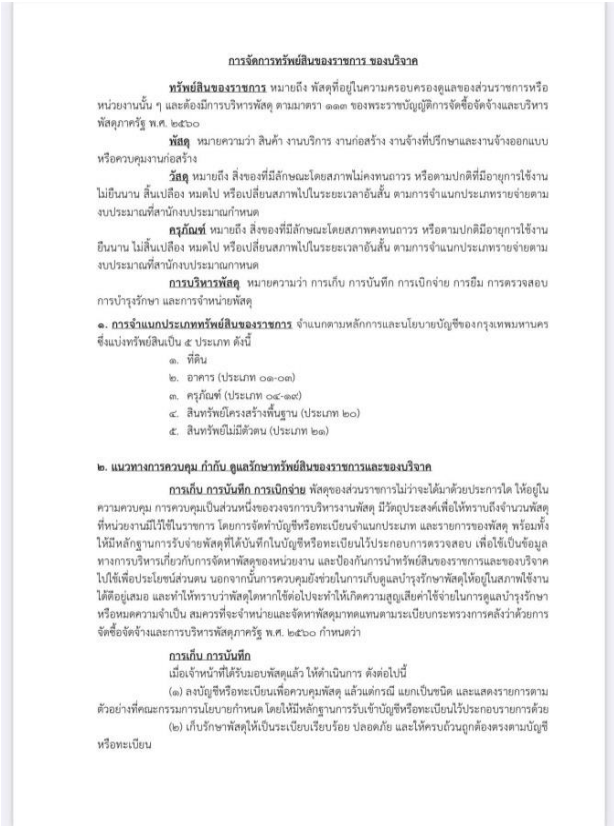 การจัดการทรัพย์สินของราชการ ของบริจาค
ทรัพย์สินของราชการ หมายถึง พัสดุที่อยู่ในความครอบครองดูแลของส่วนราชการหรือ
หน่วยงานนั้น ๆ และต้องมีการบริหารพัสดุ ตามมาตรา ๑๑๓ ของพระราชบัญญัติการจัดซื้อจัดจ้างและบริหาร
พัสดุภาครัฐ พ.ศ. ๒๕๖๐
พัสดุ หมายความว่า สินค้า งานบริการ งานก่อสร้าง งานจ้างที่ปรึกษาและงานจ้างออกแบบ
หรือควบคุมงานก่อสร้าง
วัสดุ หมายถึง สิ่งของที่มีลักษณะโดยสภาพไม่คงทนถาวร หรือตามปกติที่มีอายุการใช้งาน
ไม่ยืนนาน สิ้นเปลือง หมดไป หรือเปลี่ยนสภาพไปในระยะเวลาอันสั้น ตามการจำแนกประเภทรายจ่ายตาม
งบประมาณที่สานักงบประมาณกำหนด
ครุภัณฑ์ หมายถึง สิ่งของที่มีลักษณะโดยสภาพคงทนถาวร หรือตามปกติมีอายุการใช้งาน
ยืนนาน ไม่สิ้นเปลือง หมดไป หรือเปลี่ยนสภาพไปในระยะเวลาอันสั้น ตามการจำแนกประเภทรายจ่ายตาม
งบประมาณที่สานักงบประมาณกาหนด
การบริหารพัสดุ หมายความว่า การเก็บ การบันทึก การเบิกจ่าย การยืม การตรวจสอบ
การบำรุงรักษา และการจำหน่ายพัสดุ
๑. การจำแนกประเภททรัพย์สินของราชการ จำแนกตามหลักการและนโยบายบัญชีของกรุงเทพมหานคร
ซึ่งแบ่งทรัพย์สินเป็น ๕ ประเภท ดังนี้
๑. ที่ดิน
๒. อาคาร (ประเภท ๐๑-๐๓)
๓. ครุภัณฑ์ (ประเภท ๐๔-๑๙)
๔. สินทรัพย์โครงสร้างพื้นฐาน (ประเภท ๒๐)
๕. สินทรัพย์ไม่มีตัวตน (ประเภท ๒๑)
๒. แนวทางการควบคุม กำกับ ดูแลรักษาทรัพย์สินของราชการและของบริจาค
การเก็บ การบันทึก การเบิกจ่าย พัสดุของส่วนราชการไม่ว่าจะได้มาด้วยประการใด ให้อยู่ใน
ความควบคุม การควบคุมเป็นส่วนหนึ่งของวงจรการบริหารงานพัสดุ มีวัตถุประสงค์เพื่อให้ทราบถึงจำนวนพัสดุ
ที่หน่วยงานมีไว้ใช้ในราชการ โดยการจัดทำบัญชีหรือทะเบียนจำแนกประเภท และรายการของพัสดุ พร้อมทั้ง
ให้มีหลักฐานการรับจ่ายพัสดุที่ได้บันทึกในบัญชีหรือทะเบียนไว้ประกอบการตรวจสอบ เพื่อใช้เป็นข้อมูล
ทางการบริหารเกี่ยวกับการจัดหาพัสดุของหน่วยงาน และป้องกันการนำทรัพย์สินของราชการและของบริจาค
ไปใช้เพื่อประโยชน์ส่วนตน นอกจากนั้นการควบคุมยังช่วยในการเก็บดูแลบำรุงรักษาพัสดุให้อยู่ในสภาพใช้งาน
ได้ดีอยู่เสมอ และทำให้ทราบว่าพัสดุใดหากใช้ต่อไปจะทำให้เกิดความสูญเสียค่าใช้จ่ายในการดูแลบำรุงรักษา
หรือหมดความจำเป็น สมควรที่จะจำหน่ายและจัดหาพัสดุมาทดแทนตามระเบียบกระทรวงการคลังว่าด้วยการ
จัดซื้อจัดจ้างและการบริหารพัสดุภาครัฐ พ.ศ. ๒๕๖๐ กำหนดว่า
การเก็บ การบันทึก
เมื่อเจ้าหน้าที่ได้รับมอบพัสดุแล้ว ให้ดำเนินการ ดังต่อไปนี้
(๑) ลงบัญชีหรือทะเบียนเพื่อควบคุมพัสดุ แล้วแต่กรณี แยกเป็นชนิด และแสดงรายการตาม
ตัวอย่างที่คณะกรรมการนโยบายกำหนด โดยให้มีหลักฐานการรับเข้าบัญชีหรือทะเบียนไว้ประกอบรายการด้วย
(๒) เก็บรักษาพัสดุให้เป็นระเบียบเรียบร้อย ปลอดภัย และให้ครบถ้วนถูกต้องตรงตามบัญชี
หรือทะเบียน